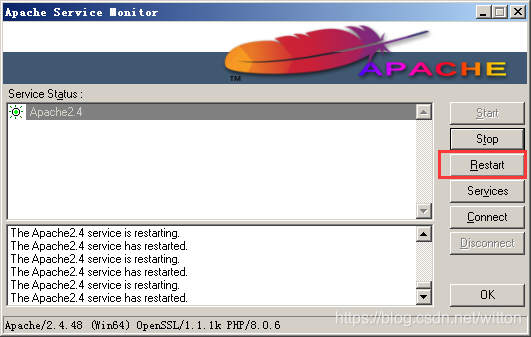 Apache Service Monitor
TM
APACHE
Service Status :
Apache2.4
Start
Stop
Restart
Services
Connect
Disconnect
OK
The Apache2.4 service is restarting.
The Apache2.4 service has restarted.
The Apache2.4 service is restarting.
The Apache2.4 service has restarted.
The Apache2.4 service is restarting.
The Apache2.4 service has restarted.
Apache/2.4.48 (Win64) OpenSSL/1.1.1k PHP/8.0.6
https://blog.csdn.net/witton